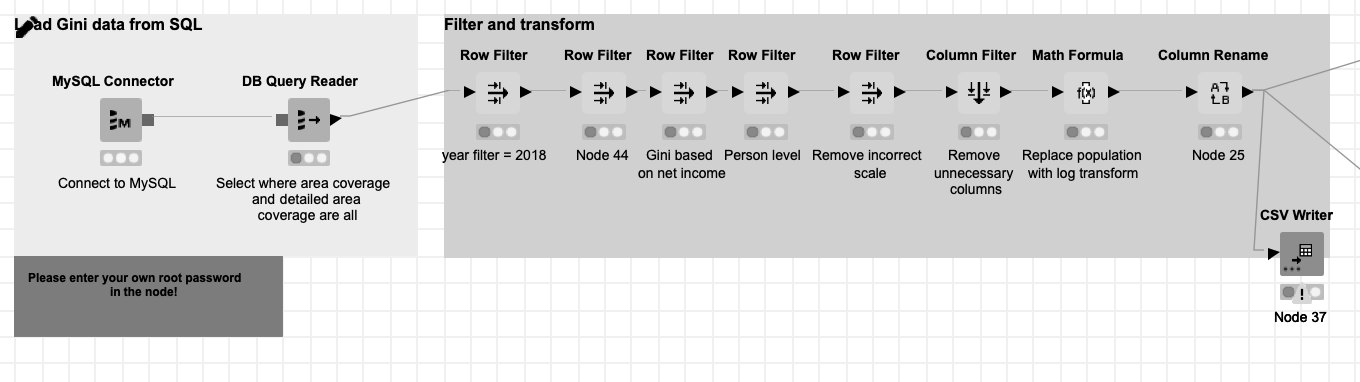 Load Gini data from SQL
Filter and transform
MySQL Connector
DB Query Reader
Row Filter
Row Filter
Row Filter
Row Filter
Row Filter
Column Filter
Math Formula
Column Rename
M
f(x)
A
B
Connect to MySQL
Select where area coverage
and detailed area
coverage are all
year filter = 2018
Node 44
Gini based
on net income
Person level
Remove incorrect
scale
Remove
unnecessary
columns
Replace population
with log transform
Node 25
CSV Writer
!
Node 37
Please enter your own root password
in the node!